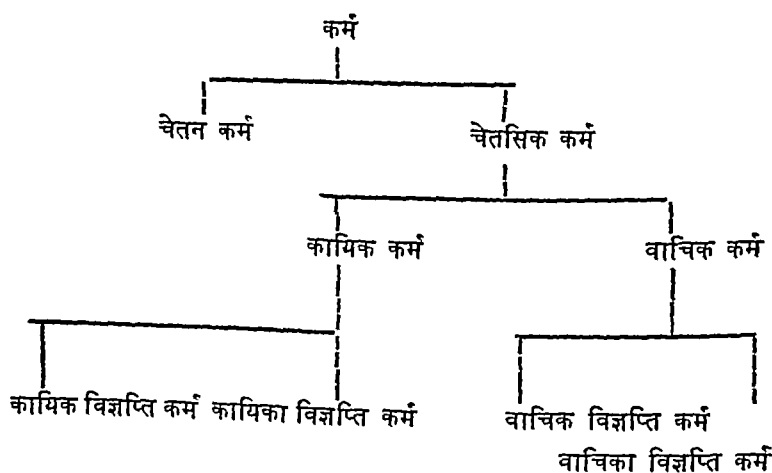 कर्म
चेतन कर्म चेतसिक कर्म
कायिक कर्म वाचिक कर्म
कायिक विज्ञप्ति कर्म कायिका विज्ञप्ति कर्म वाचिक विज्ञप्ति कर्म
वाचिका विज्ञप्ति कर्म